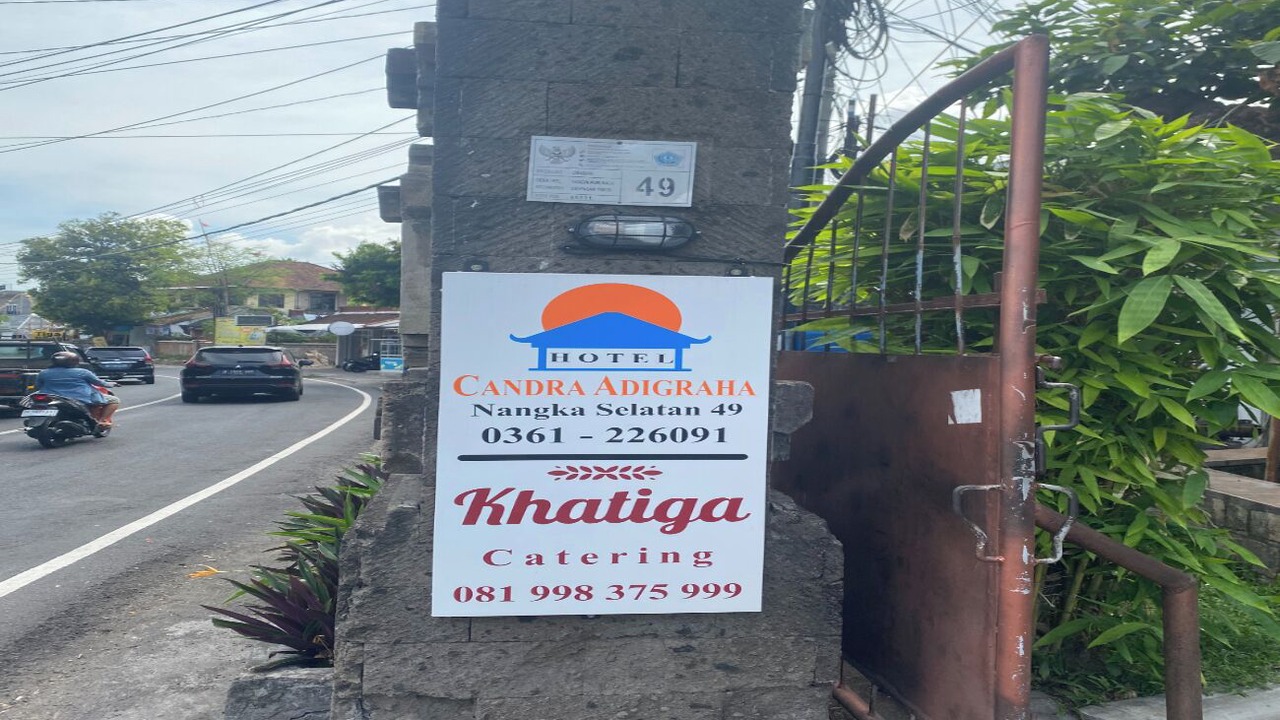 49
HOTEL
CANDRA ADIGRAHA
Nangka Selatan 49
0361 - 226091
Khatiga
Catering
081 998 375 999